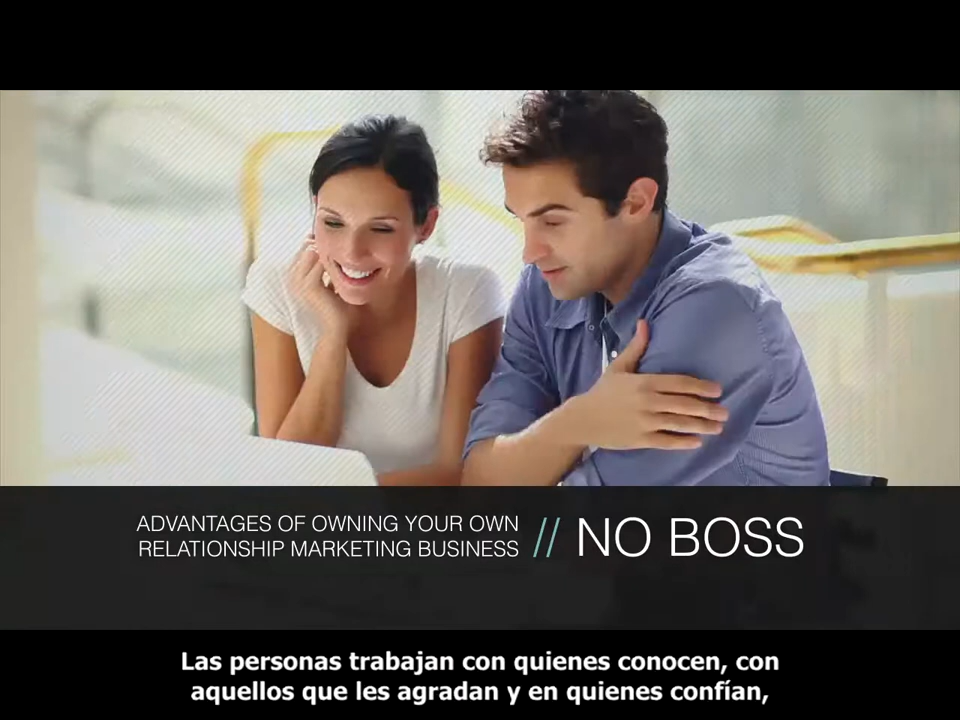 ADVANTAGES OF OWNING YOUR OWN
RELATIONSHIP MARKETING BUSINESS // NO BOSS
Las personas trabajan con quienes conocen, con
aquellos que les agradan y en quienes confían,